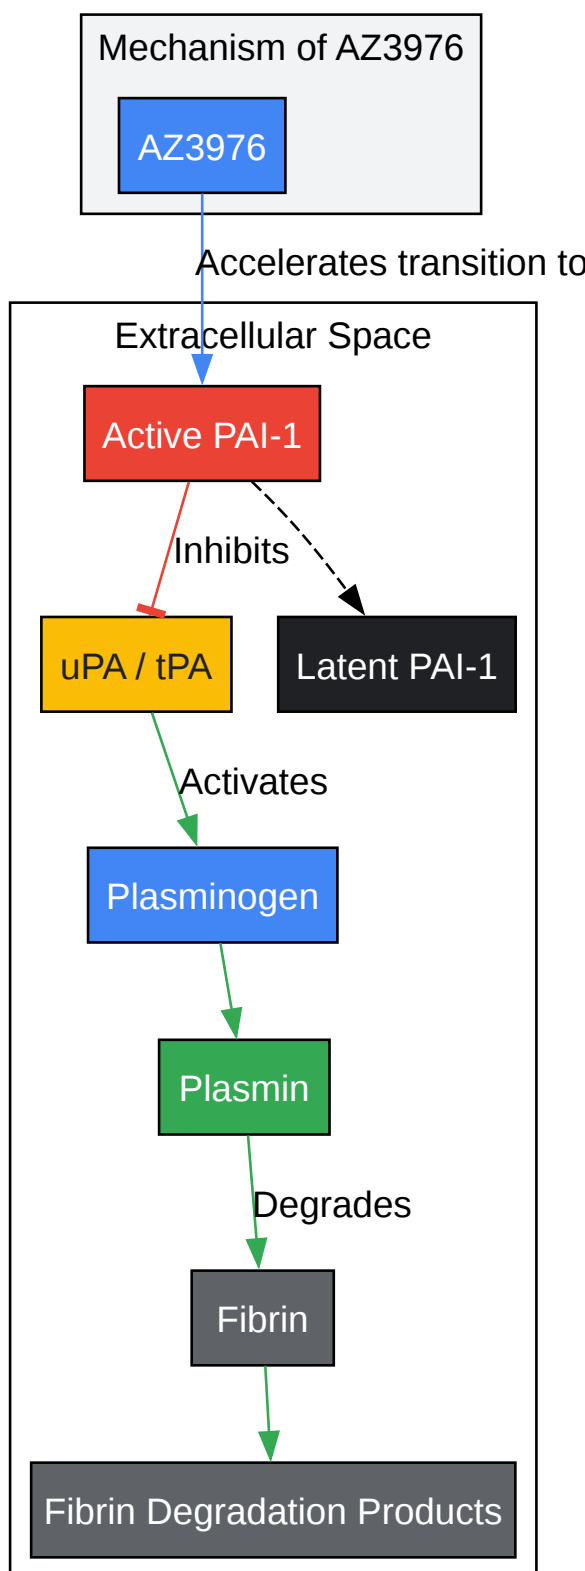 Mechanism of AZ3976
AZ3976
Accelerates transition to
Extracellular Space
Active PAI-1
Inhibits
uPA / tPA
Latent PAI-1
Activates
Plasminogen
Plasmin
Degrades
Fibrin
Fibrin Degradation Products